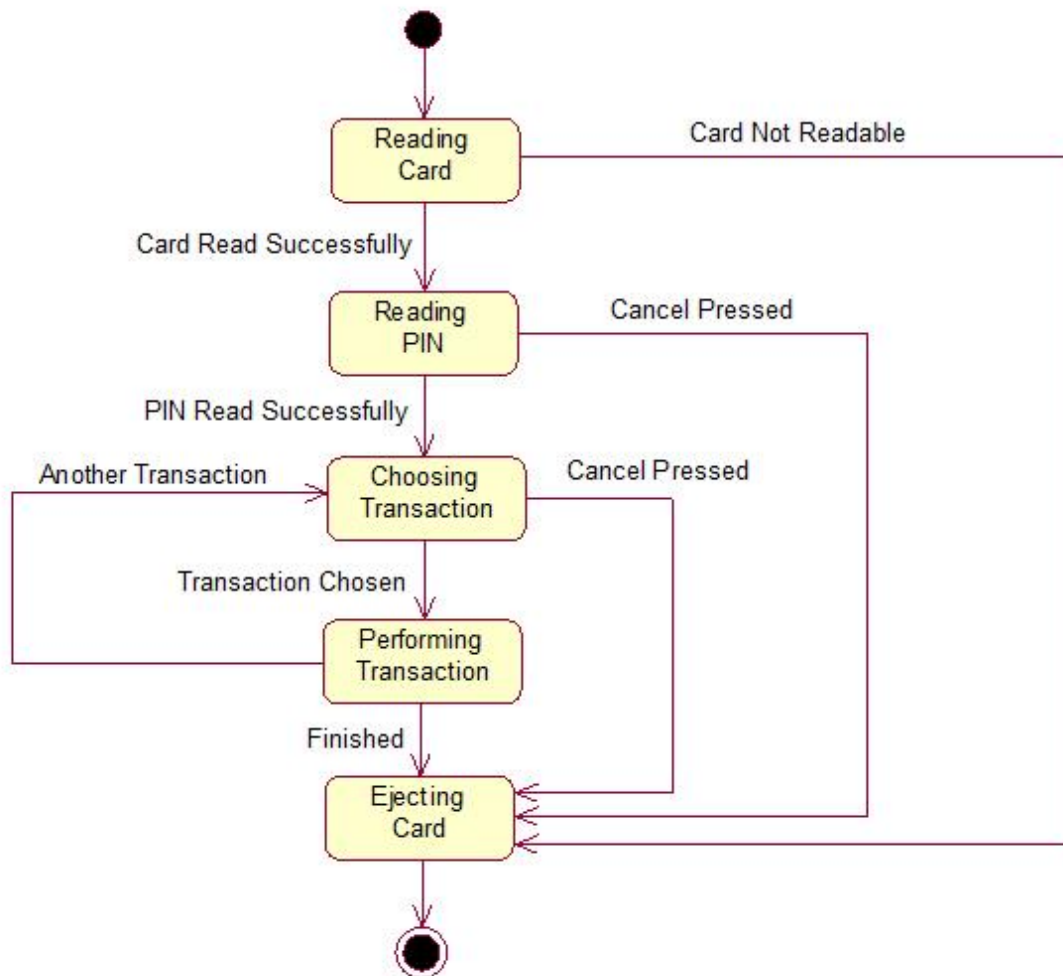 Reading
Card
Card Not Readable
Card Read Successfully
Reading
PIN
Cancel Pressed
PIN Read Successfully
Another Transaction
Choosing
Transaction
Cancel Pressed
Transaction Chosen
Performing
Transaction
Finished
Ejecting
Card